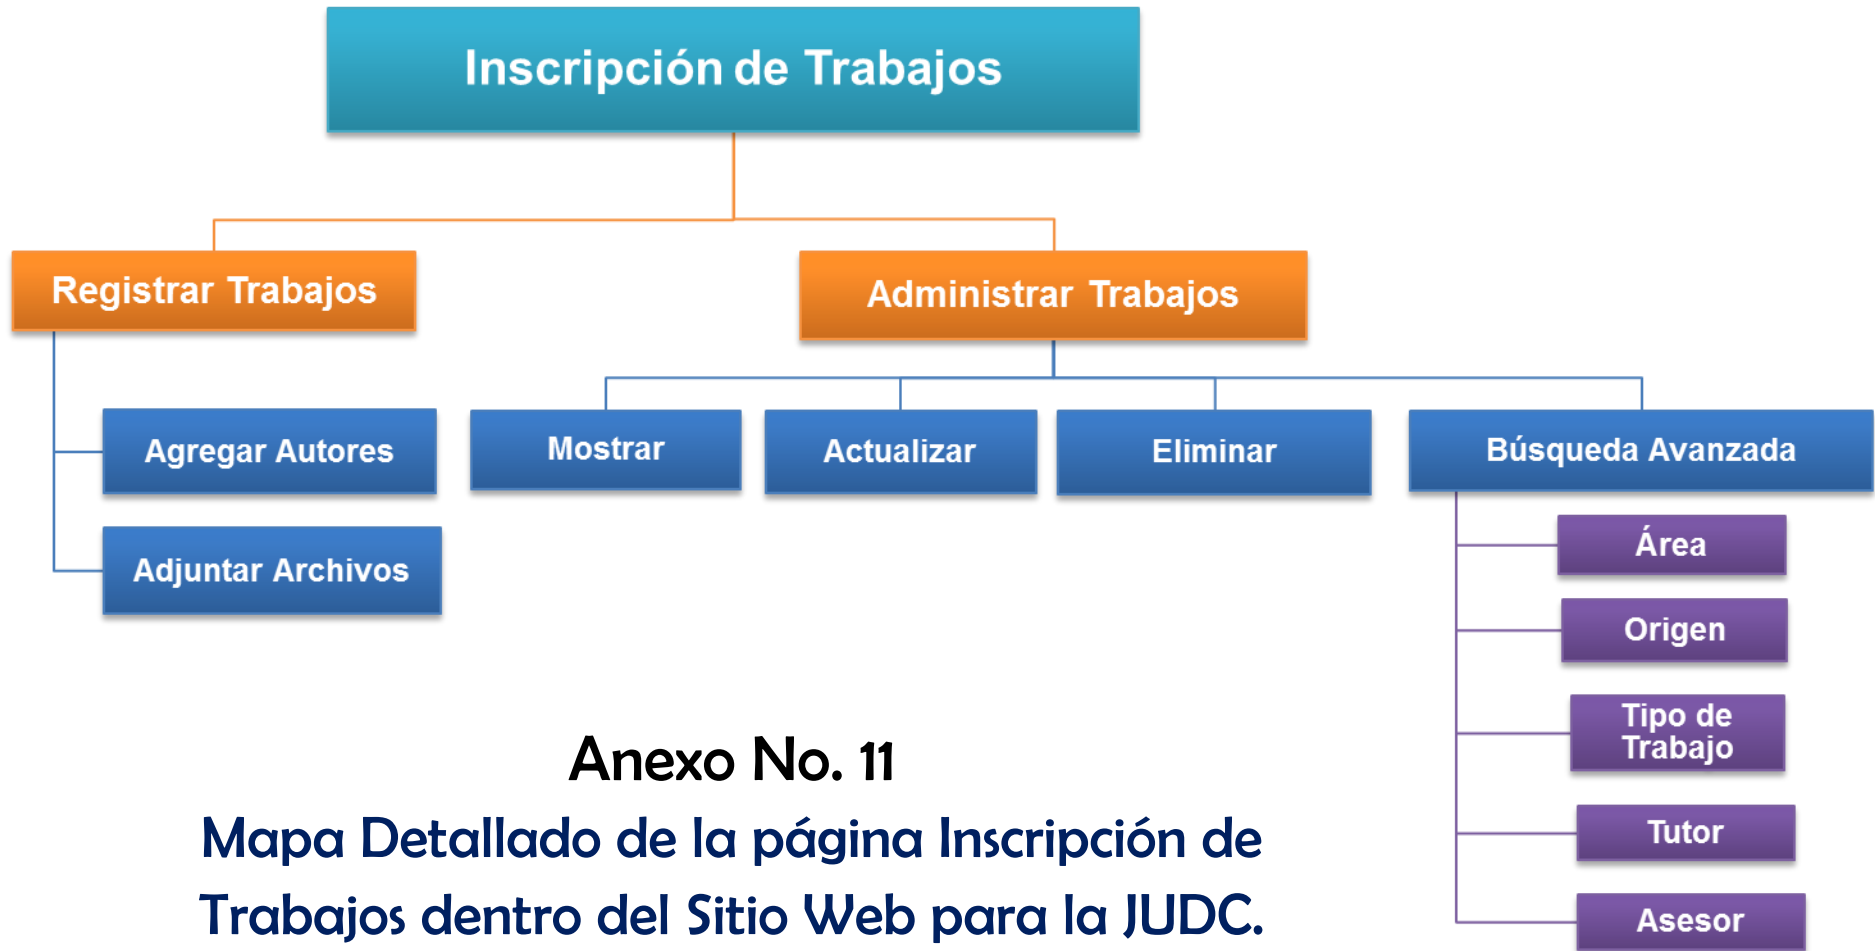 Inscripción de Trabajos
Registrar Trabajos
Administrar Trabajos
Agregar Autores
Adjuntar Archivos
Mostrar
Actualizar
Eliminar
Búsqueda Avanzada
Área
Origen
Tipo de
Trabajo
Tutor
Asesor
Anexo No. 11
Mapa Detallado de la página Inscripción de
Trabajos dentro del Sitio Web para la JUDC.